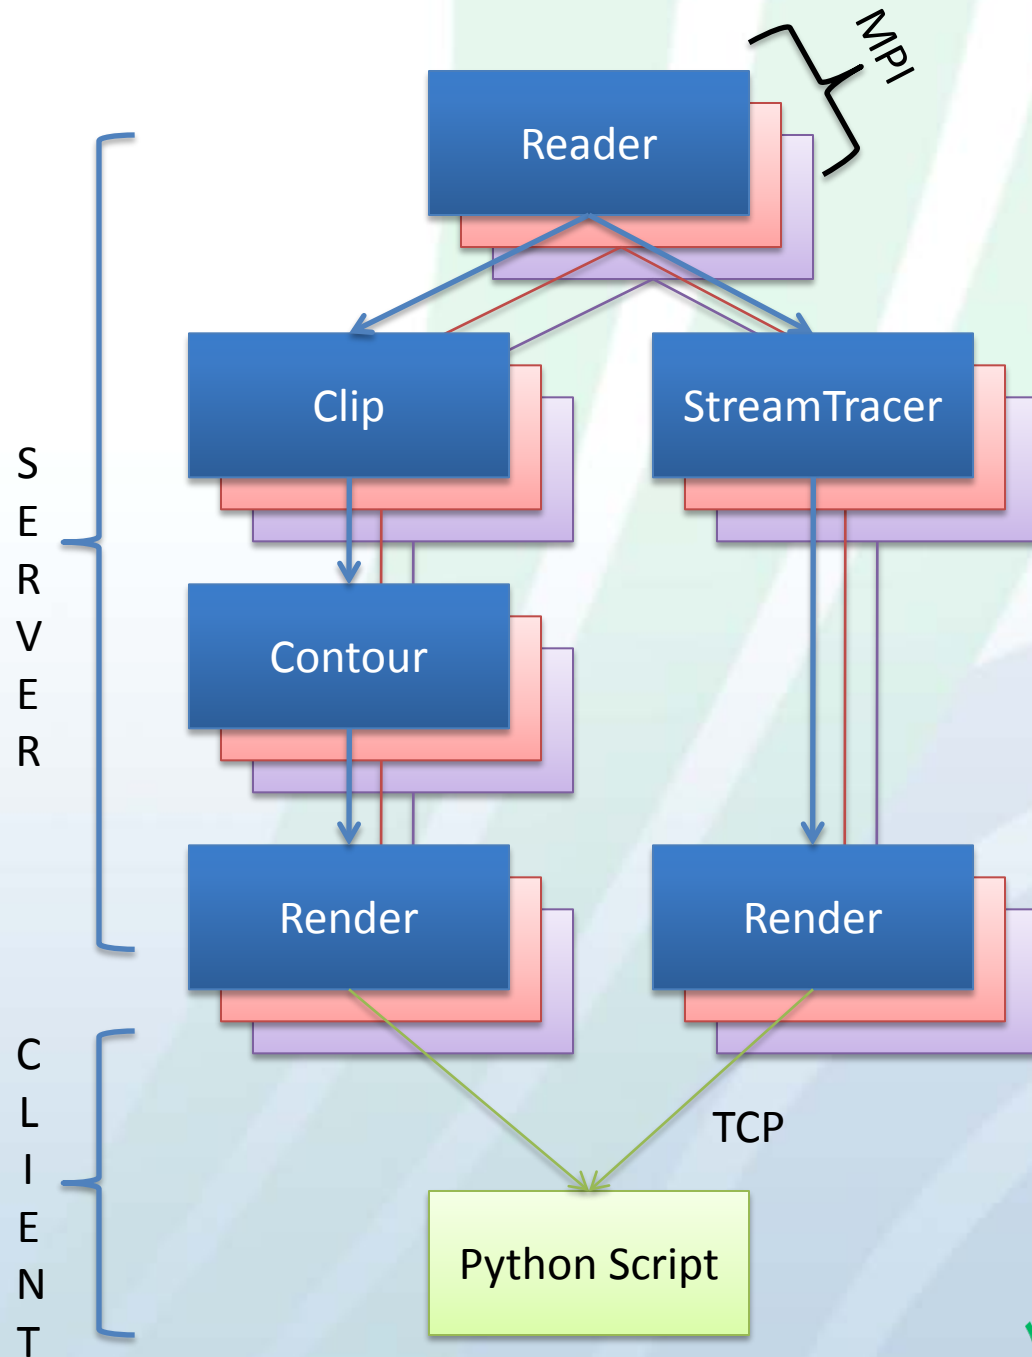 MPI
Reader
Clip
StreamTracer
SERVER
Contour
Render
Render
CLIENT
TCP
Python Script